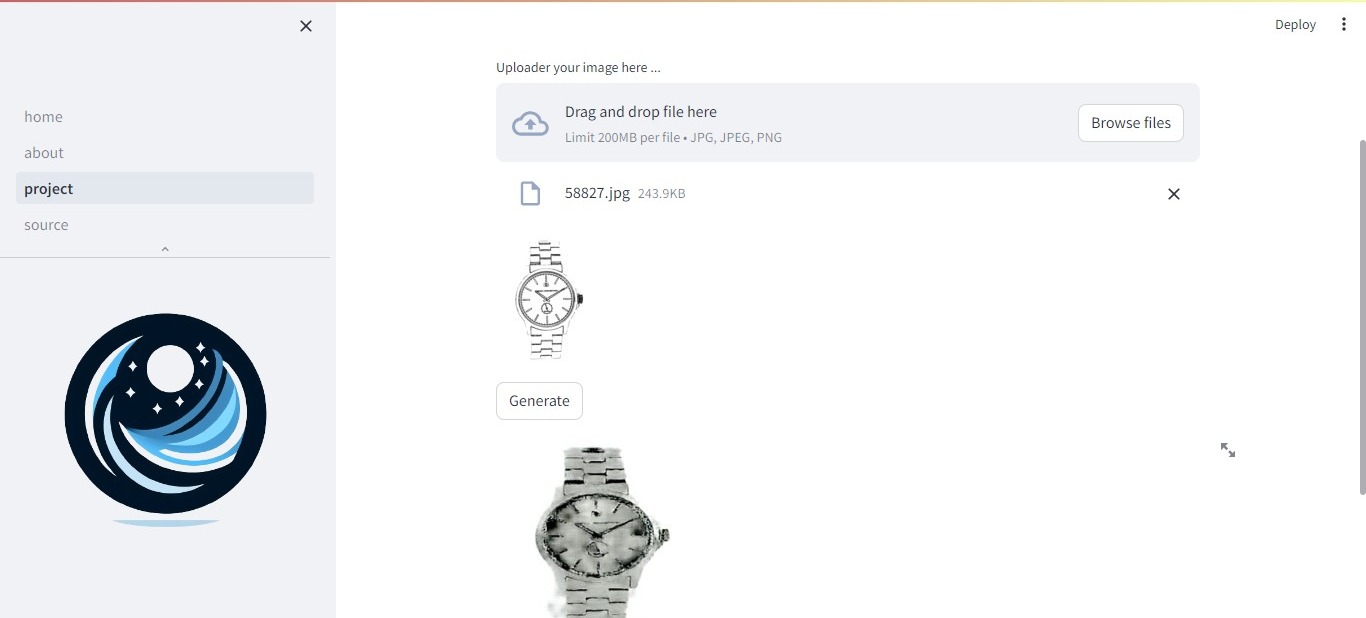 Deploy
home
about
project
source
Uploader your image here ...
Drag and drop file here
Limit 200MB per file • JPG, JPEG, PNG
Browse files
58827.jpg 243.9KB
Generate